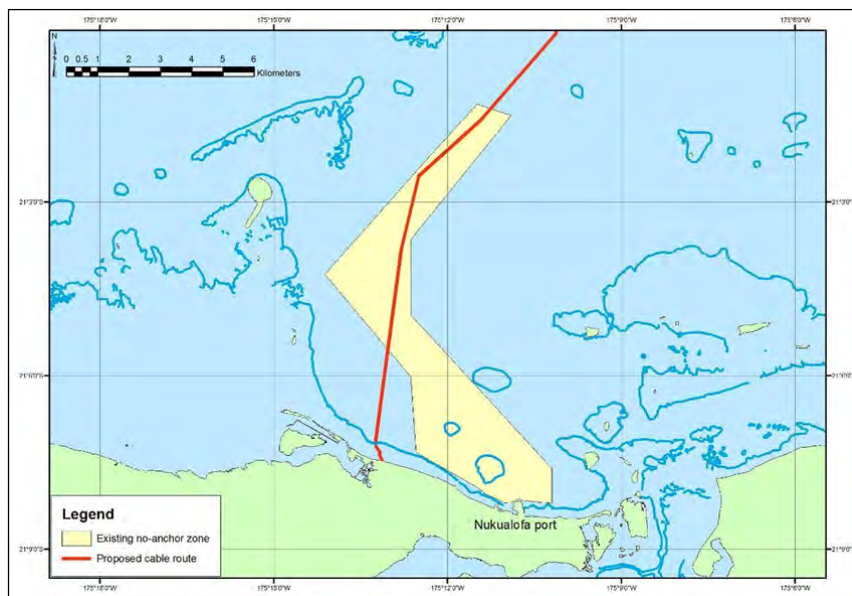 175°18'0"W 175°15'0"W 175°12'0"W 175°9'0"W 175°6'0"W
N
0 0.5 1 2 3 4 5 6
Kilometers
21°3'0"S 21°3'0"S
21°6'0"S 21°6'0"S
Nukualofa port
Legend
Existing no-anchor zone
Proposed cable route
21°9'0"S 21°9'0"S
175°18'0"W 175°15'0"W 175°12'0"W 175°9'0"W 175°6'0"W